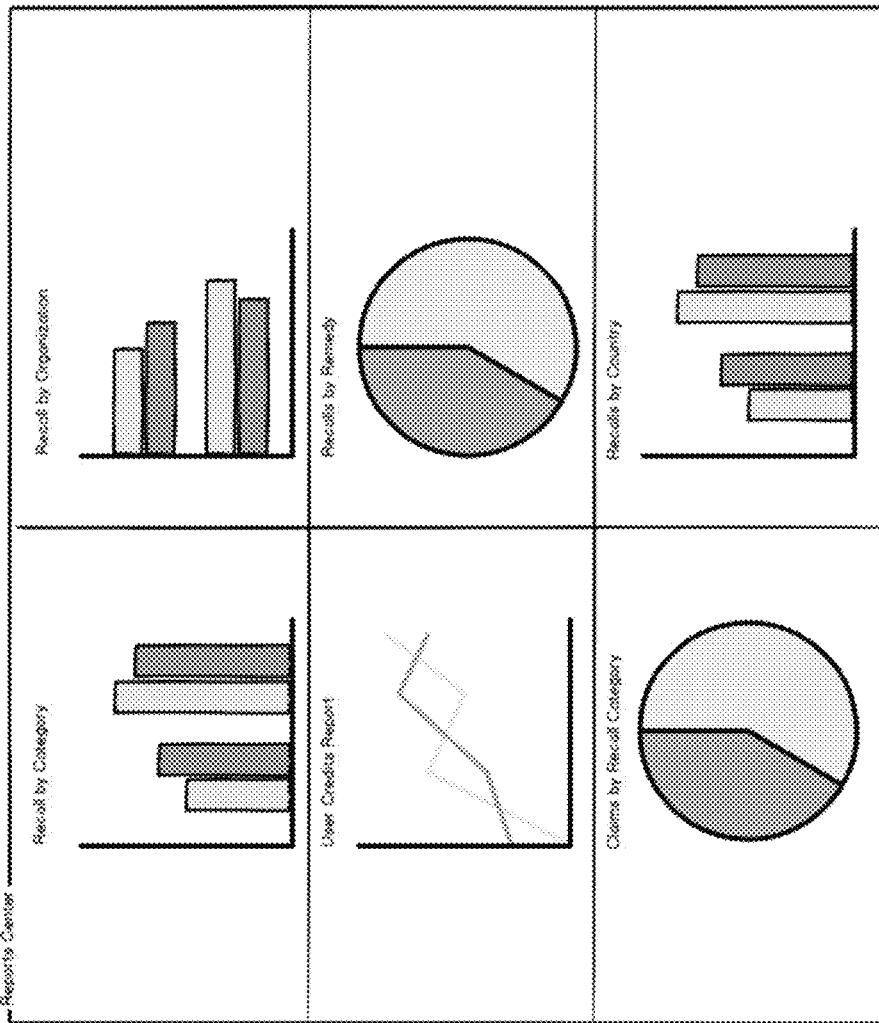 Reports Center
Recall by Category
Recall by Organization
User Credits Report
Recalls by Remedy
Claims by Recall Category
Recalls by Country